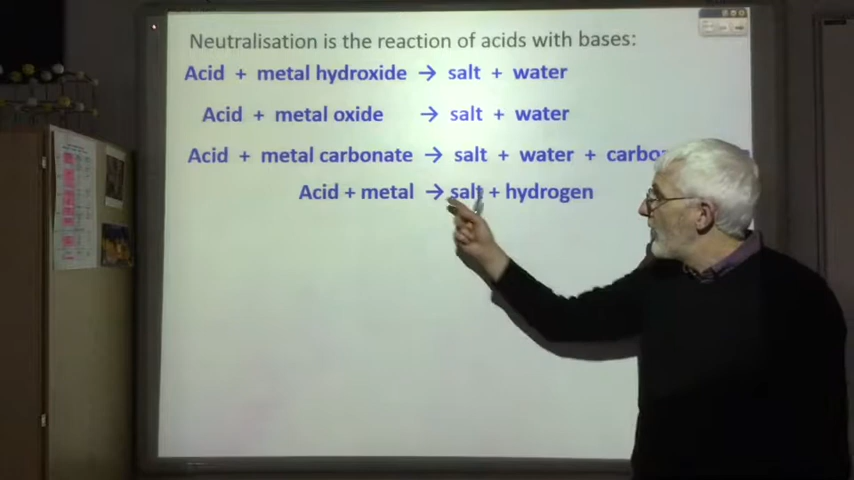 Neutralisation is the reaction of acids with bases:
Acid + metal hydroxide → salt + water
Acid + metal oxide → salt + water
Acid + metal carbonate → salt + water +
Acid + metal → salt + hydrogen